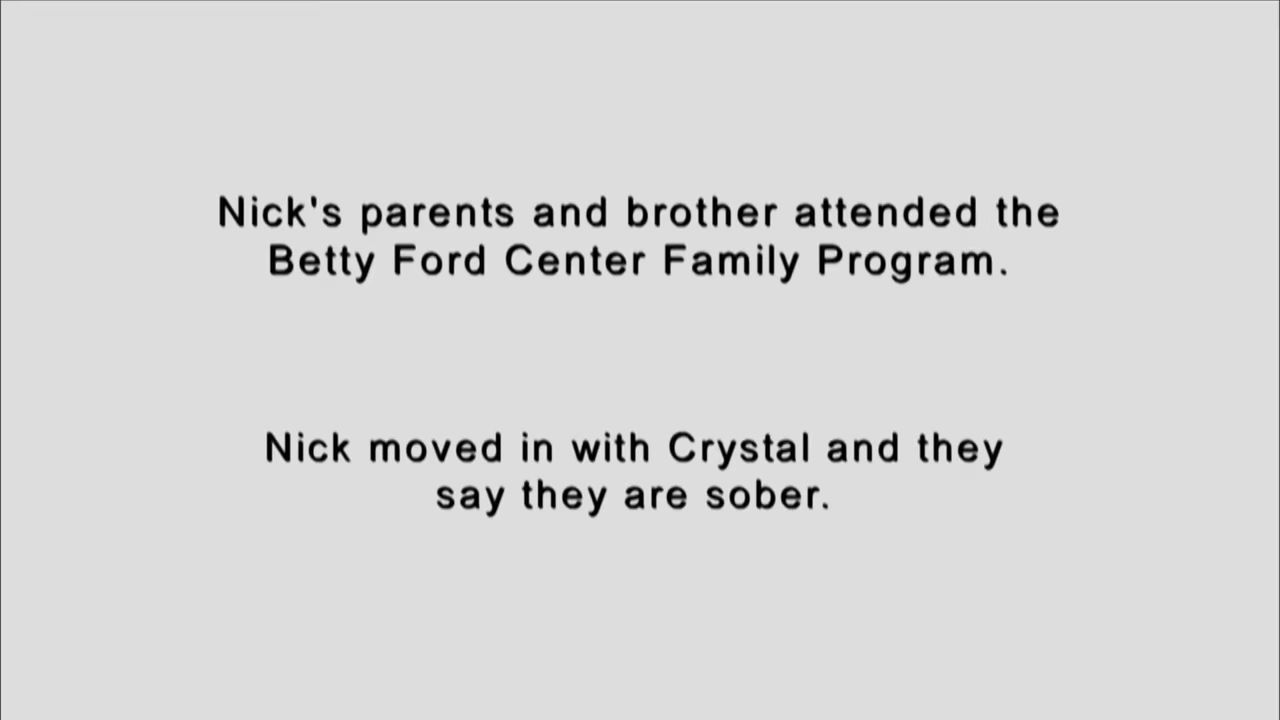 Nick's parents and brother attended the
Betty Ford Center Family Program.
Nick moved in with Crystal and they
say they are sober.